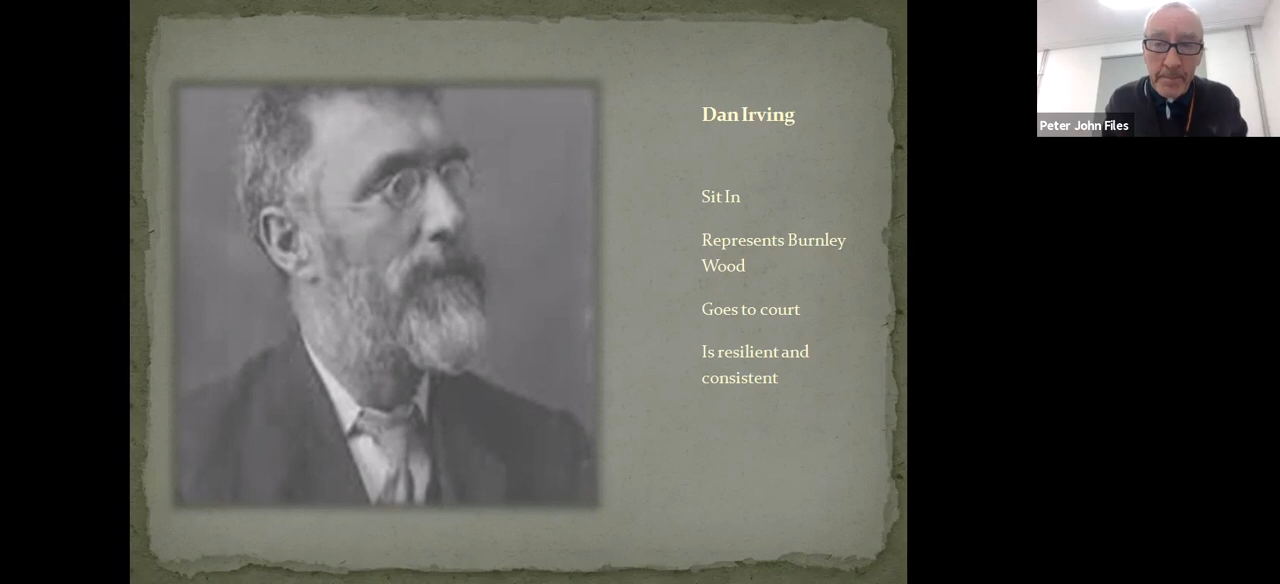 Dan Irving
Sit In
Represents Burnley
Wood
Goes to court
Is resilient and
consistent
Peter John Files